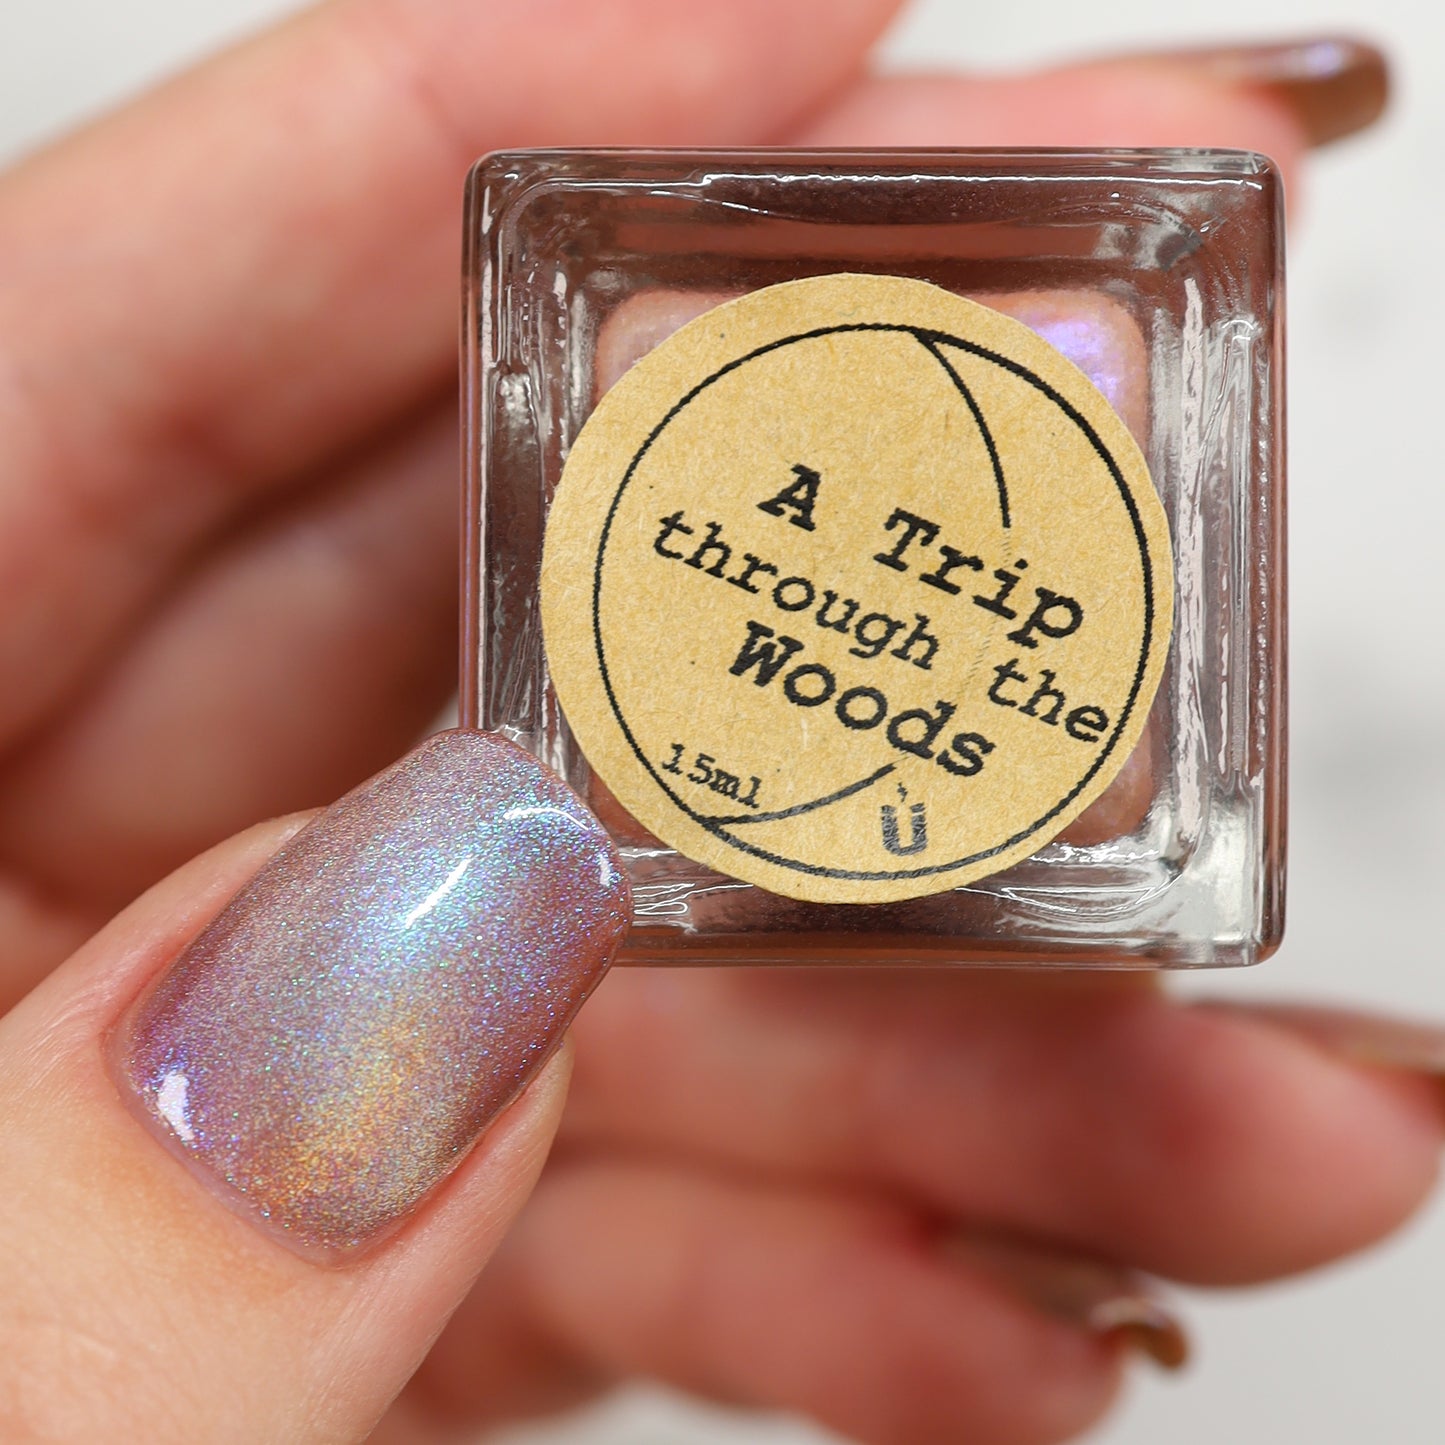 A Trip
through the
Woods
15ml